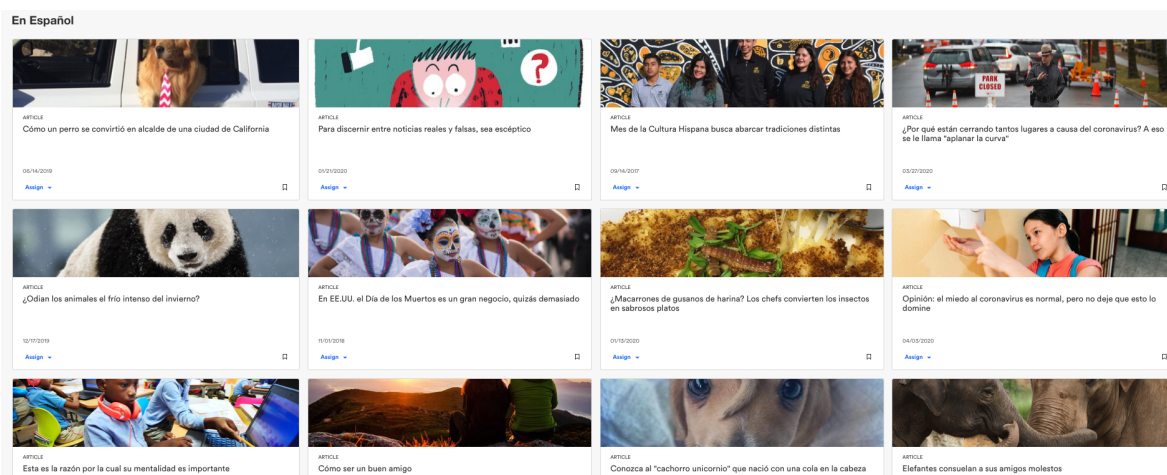 En Español
PARK
CLOSED
ARTICLE
Cómo un perro se convirtió en alcalde de una ciudad de California
06/14/2019
Assign
?
ARTICLE
Para discernir entre noticias reales y falsas, sea escéptico
01/21/2020
Assign
ARTICLE
Mes de la Cultura Hispana busca abarcar tradiciones distintas
09/14/2017
Assign
ARTICLE
¿Por qué están cerrando tantos lugares a causa del coronavirus? A eso
se le llama "aplanar la curva"
03/27/2020
Assign
ARTICLE
¿Odian los animales el frío intenso del invierno?
12/17/2019
Assign
ARTICLE
En EE.UU. el Día de los Muertos es un gran negocio, quizás demasiado
11/01/2018
Assign
ARTICLE
¿Macarrones de gusanos de harina? Los chefs convierten los insectos
en sabrosos platos
01/13/2020
Assign
ARTICLE
Opinión: el miedo al coronavirus es normal, pero no deje que esto lo
domine
04/03/2020
Assign
ARTICLE
Esta es la razón por la cual su mentalidad es importante
ARTICLE
Cómo ser un buen amigo
ARTICLE
Conozca al "cachorro unicornio" que nació con una cola en la cabeza
ARTICLE
Elefantes consuelan a sus amigos molestos